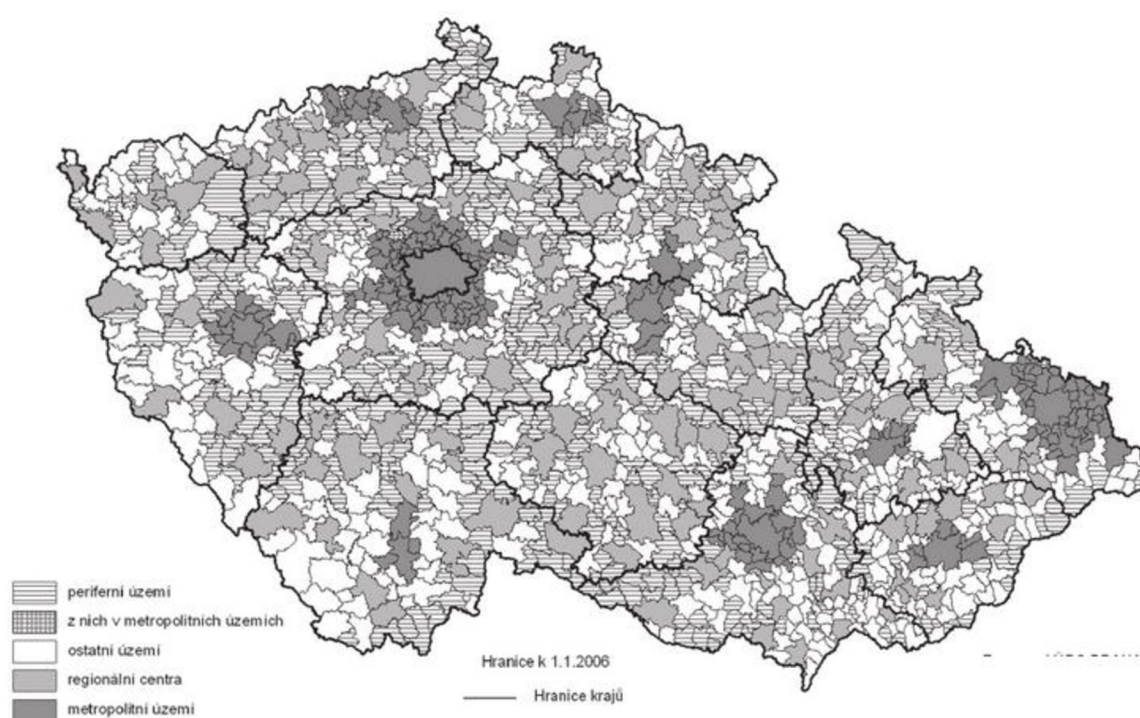 periferní území
z nich v metropolitních územích
ostatní území
regionální centra
metropolitní území
Hranice k 1.1.2006
Hranice krajů